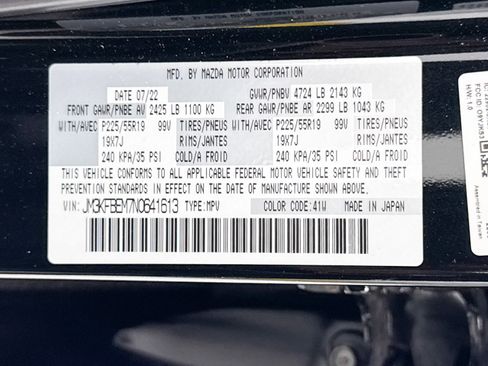 MFD. BY MAZDA MOTOR CORPORATION
DATE 07/22 GVWR/PNBV 4724 LB 2143 KG
FRONT GAWR/PNBE AV 2425 LB 1100 KG REAR GAWR/PNBE AR 2299 LB 1043 KG
WITH/AVEC P225/55R19 99V TIRES/PNEUS WITH/AVEC P225/55R19 99V TIRES/PNEUS
19X7J RIMS/JANTES 19X7J RIMS/JANTES
240 KPA/35 PSI COLD/A FROID 240 KPA/35 PSI COLD/A FROID
THIS VEHICLE CONFORMS TO ALL APPLICABLE FEDERAL MOTOR VEHICLE SAFETY AND
THEFT PREVENTION STANDARDS IN EFFECT ON THE DATE OF MANUFACTURE SHOWN ABOVE.
VIN: JM3KFBEM7N0641613 TYPE:MPV COLOR CODE:41W MADE IN JAPAN
H/W: 1.0
Assembled in Taiwan